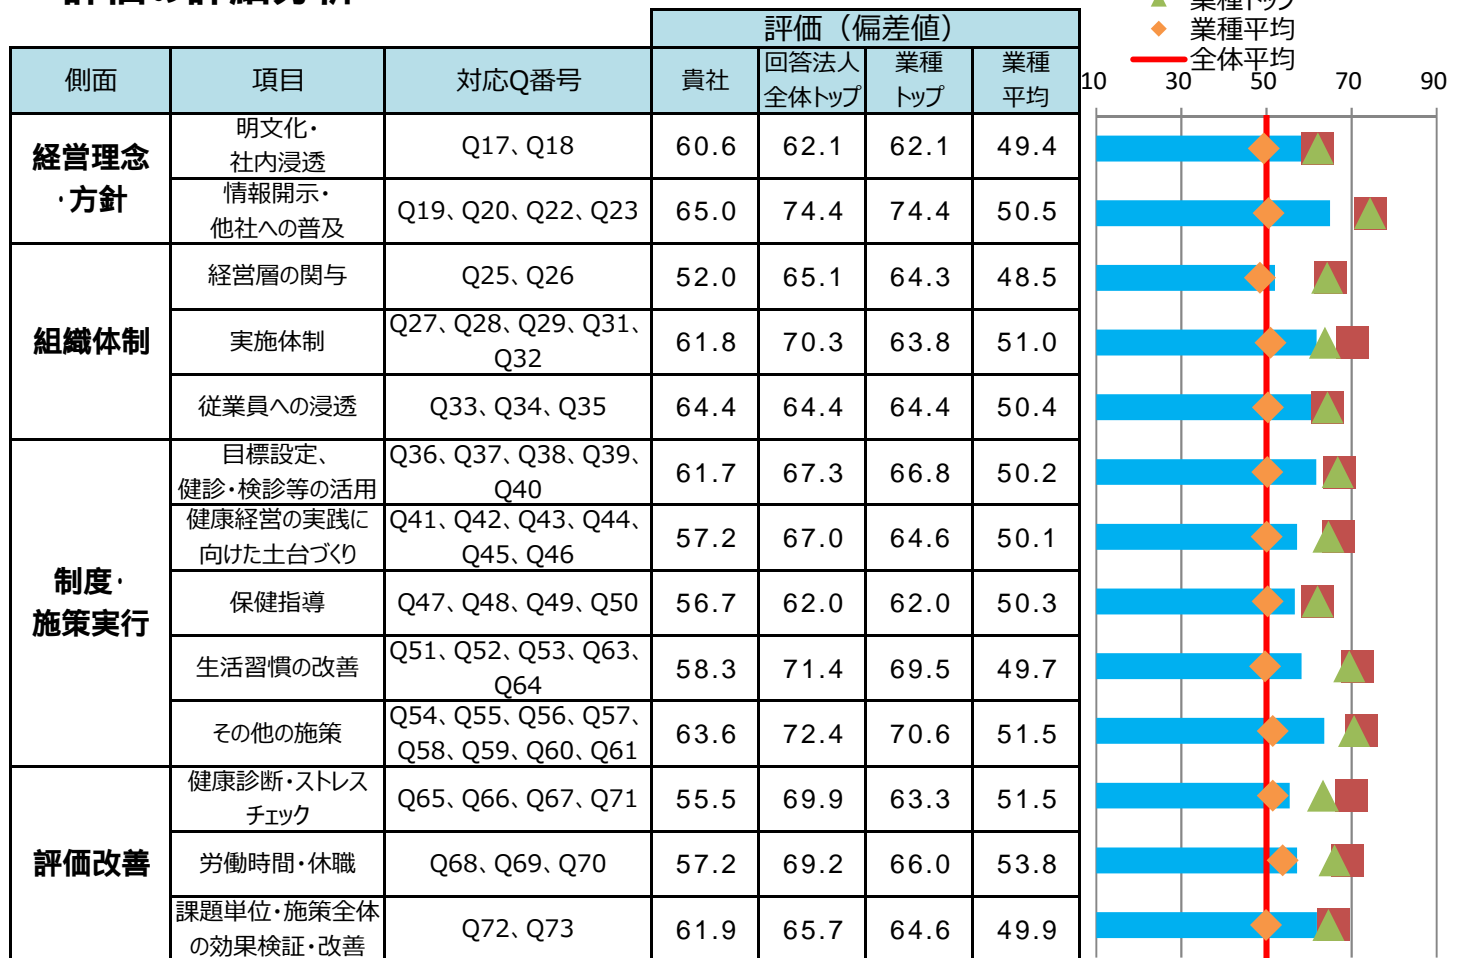 評価の詳細分析
業種トップ
業種平均
全体平均
評価（偏差値）
側面 項目 対応Q番号 貴社 回答法人全体トップ 業種トップ 業種平均
10 30 50 70 90
経営理念・方針
明文化・社内浸透 Q17、Q18 60.6 62.1 62.1 49.4
情報開示・他社への普及 Q19、Q20、Q22、Q23 65.0 74.4 74.4 50.5
組織体制
経営層の関与 Q25、Q26 52.0 65.1 64.3 48.5
実施体制 Q27、Q28、Q29、Q31、Q32 61.8 70.3 63.8 51.0
従業員への浸透 Q33、Q34、Q35 64.4 64.4 64.4 50.4
制度・施策実行
目標設定、健診・検診等の活用 Q36、Q37、Q38、Q39、Q40 61.7 67.3 66.8 50.2
健康経営の実践に向けた土台づくり Q41、Q42、Q43、Q44、Q45、Q46 57.2 67.0 64.6 50.1
保健指導 Q47、Q48、Q49、Q50 56.7 62.0 62.0 50.3
生活習慣の改善 Q51、Q52、Q53、Q63、Q64 58.3 71.4 69.5 49.7
その他の施策 Q54、Q55、Q56、Q57、Q58、Q59、Q60、Q61 63.6 72.4 70.6 51.5
評価改善
健康診断・ストレスチェック Q65、Q66、Q67、Q71 55.5 69.9 63.3 51.5
労働時間・休職 Q68、Q69、Q70 57.2 69.2 66.0 53.8
課題単位・施策全体の効果検証・改善 Q72、Q73 61.9 65.7 64.6 49.9